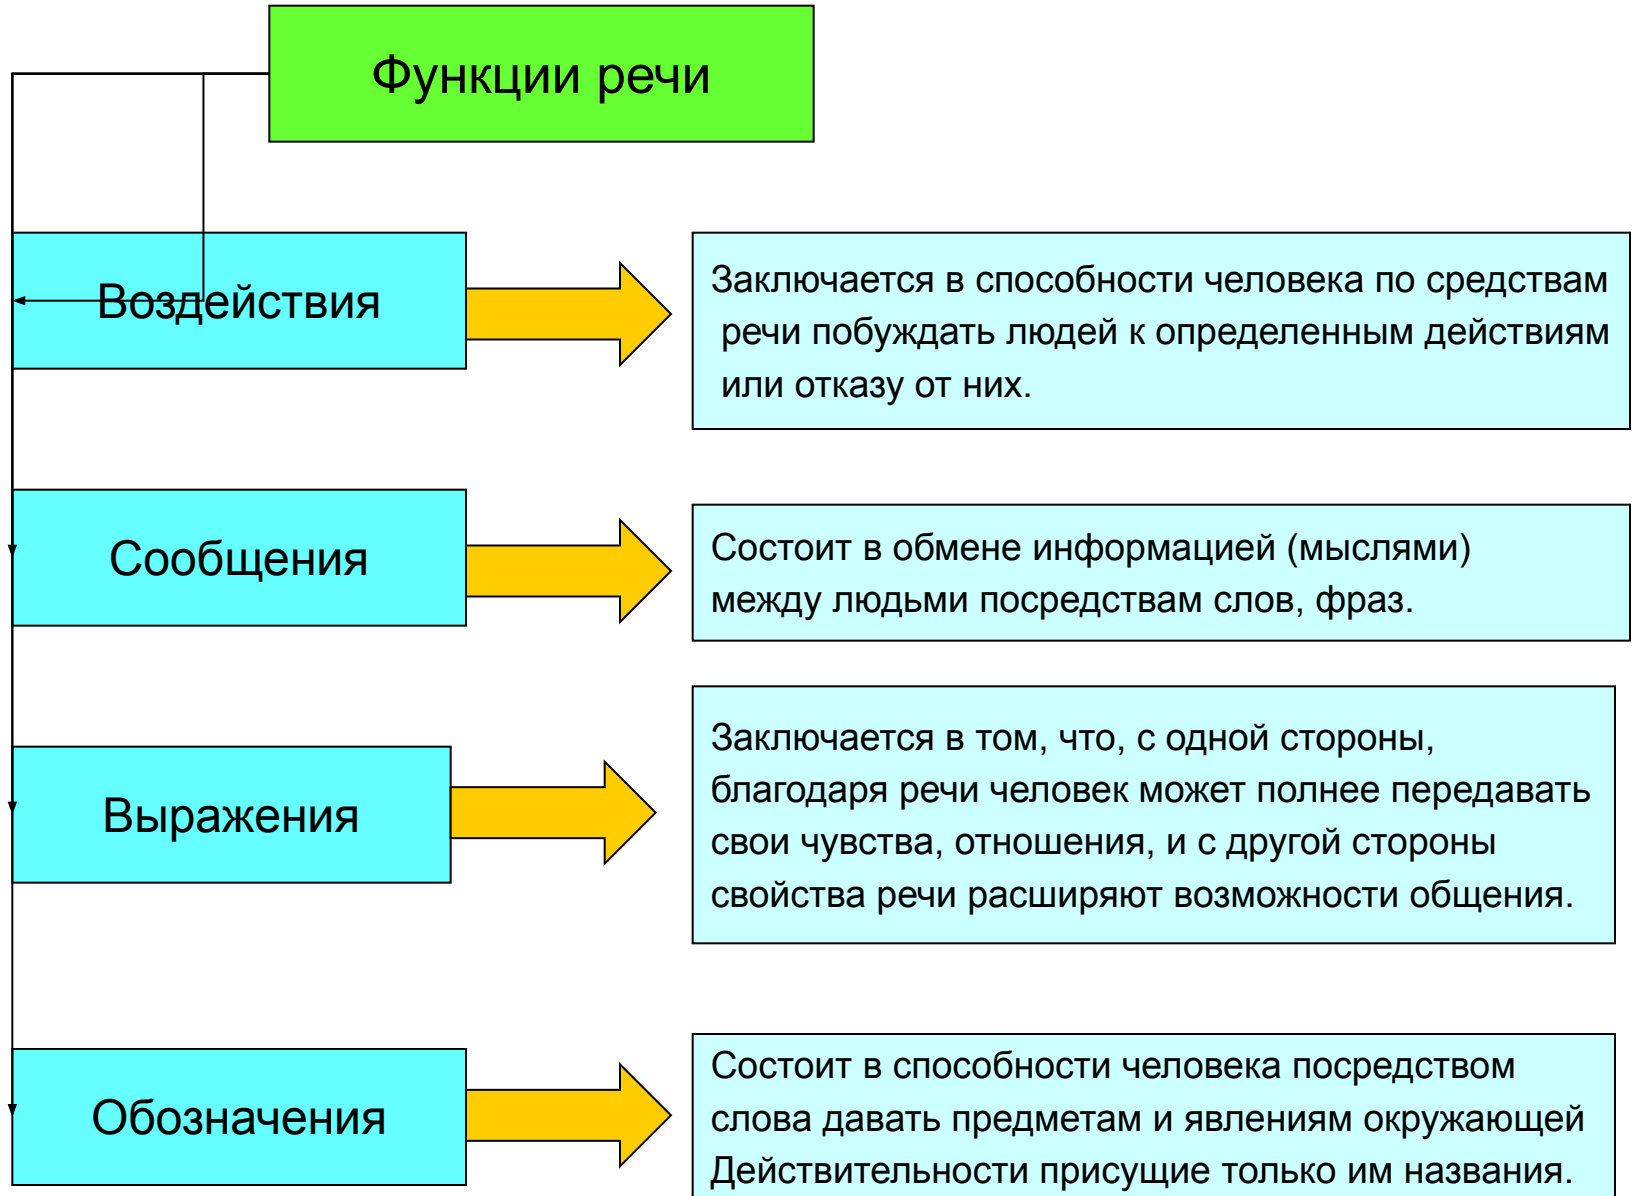 Функции речи
Воздействия
Заключается в способности человека по средствам
речи побуждать людей к определенным действиям
или отказу от них.
Сообщения
Состоит в обмене информацией (мыслями)
между людьми посредствам слов, фраз.
Выражения
Заключается в том, что, с одной стороны,
благодаря речи человек может полнее передавать
свои чувства, отношения, и с другой стороны
свойства речи расширяют возможности общения.
Обозначения
Состоит в способности человека посредством
слова давать предметам и явлениям окружающей
Действительности присущие только им названия.